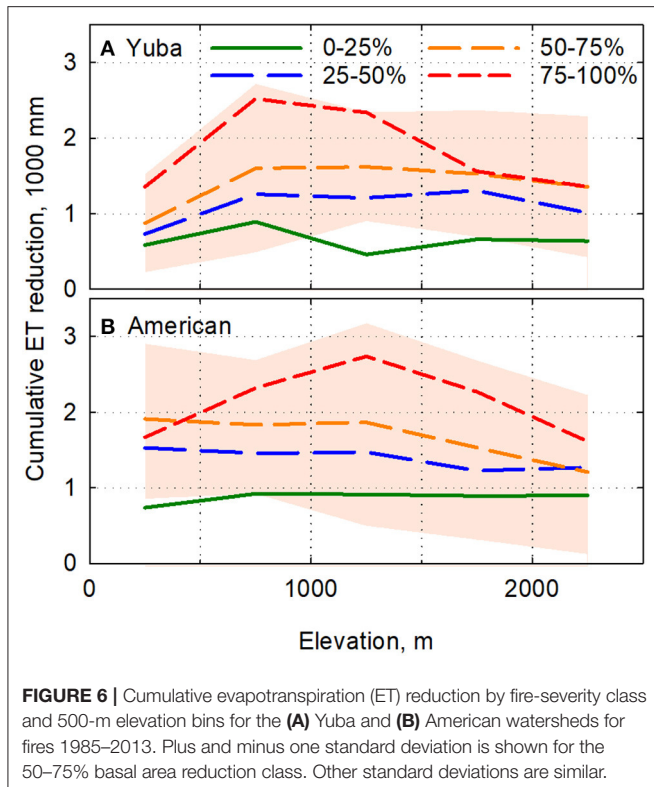 A Yuba
0-25%
50-75%
25-50%
75-100%
3
2
1
0
B American
3
2
1
0
Cumulative ET reduction, 1000 mm
0
1000
2000
Elevation, m
FIGURE 6 | Cumulative evapotranspiration (ET) reduction by fire-severity class
and 500-m elevation bins for the (A) Yuba and (B) American watersheds for
fires 1985–2013. Plus and minus one standard deviation is shown for the
50–75% basal area reduction class. Other standard deviations are similar.